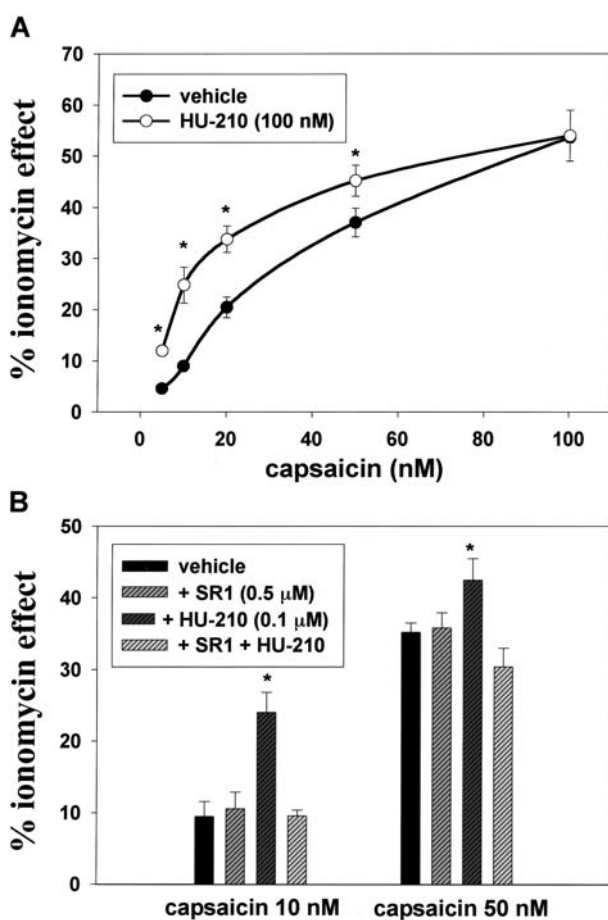 A
70
60
50
40
30
20
10
0
% ionomycin effect
vehicle
HU-210 (100 nM)
*
*
*
*
0 20 40 60 80 100
capsaicin (nM)
B
50
40
30
20
10
0
% ionomycin effect
vehicle
+ SR1 (0.5 μM)
+ HU-210 (0.1 μM)
+ SR1 + HU-210
*
*
capsaicin 10 nM capsaicin 50 nM